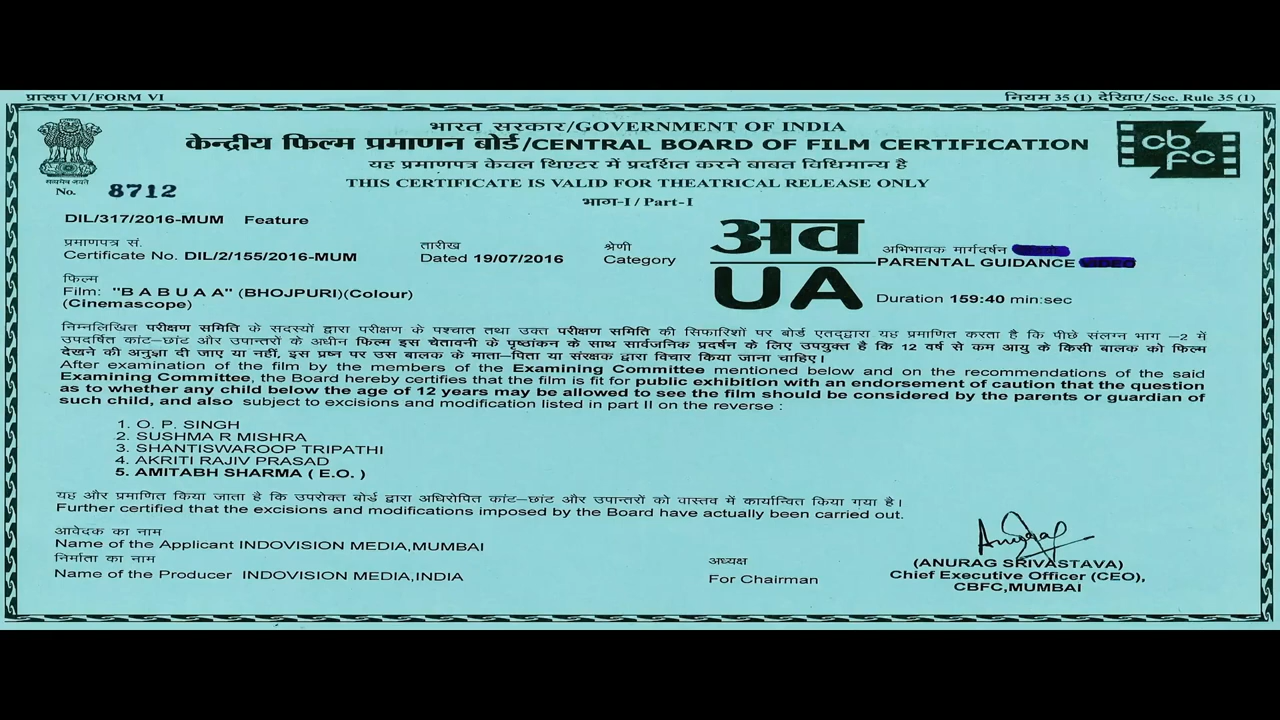 प्रारूप VI/FORM VI
नियम 35 (1) देखिए/Sec. Rule 35 (1)
भारत सरकार/GOVERNMENT OF INDIA
केन्द्रीय फिल्म प्रमाणन बोर्ड/CENTRAL BOARD OF FILM CERTIFICATION
cb
fc
यह प्रमाणपत्र केवल थिएटर में प्रदर्शित करने बाबत विधिमान्य है
सत्यमेव जयते
THIS CERTIFICATE IS VALID FOR THEATRICAL RELEASE ONLY
No. 8712
भाग-I / Part-I
DIL/317/2016-MUM Feature
प्रमाणपत्र सं.
Certificate No. DIL/2/155/2016-MUM
तारीख
Dated 19/07/2016
श्रेणी
Category
अव
UA
अभिभावक मार्गदर्शन
PARENTAL GUIDANCE VIDEO
फिल्म
Film: "B A B U A A" (BHOJPURI)(Colour)
(Cinemascope)
Duration 159:40 min:sec
निम्नलिखित परीक्षण समिति के सदस्यों द्वारा परीक्षण के पश्चात तथा उक्त परीक्षण समिति की सिफारिशों पर बोर्ड एतद्द्वारा यह प्रमाणित करता है कि पीछे संलग्न भाग –2 में
उपदर्षित कांट–छांट और उपान्तरों के अधीन फिल्म इस चेतावनी के पृष्ठांकन के साथ सार्वजनिक प्रदर्षन के लिए उपयुक्त है कि 12 वर्ष से कम आयु के किसी बालक को फिल्म
देखने की अनुज्ञा दी जाए या नहीं, इस प्रश्न पर उस बालक के माता–पिता या संरक्षक द्वारा विचार किया जाना चाहिए।
After examination of the film by the members of the Examining Committee mentioned below and on the recommendations of the said
Examining Committee, the Board hereby certifies that the film is fit for public exhibition with an endorsement of caution that the question
as to whether any child below the age of 12 years may be allowed to see the film should be considered by the parents or guardian of
such child, and also subject to excisions and modification listed in part II on the reverse :
1. O. P. SINGH
2. SUSHMA R MISHRA
3. SHANTISWAROOP TRIPATHI
4. AKRITI RAJIV PRASAD
5. AMITABH SHARMA ( E.O. )
यह और प्रमाणित किया जाता है कि उपरोक्त बोर्ड द्वारा अधिरोपित कांट–छांट और उपान्तरों को वास्तव में कार्यान्वित किया गया है।
Further certified that the excisions and modifications imposed by the Board have actually been carried out.
आवेदक का नाम
Name of the Applicant INDOVISION MEDIA,MUMBAI
निर्माता का नाम
Name of the Producer INDOVISION MEDIA,INDIA
अध्यक्ष
For Chairman
(ANURAG SRIVASTAVA)
Chief Executive Officer (CEO),
CBFC,MUMBAI